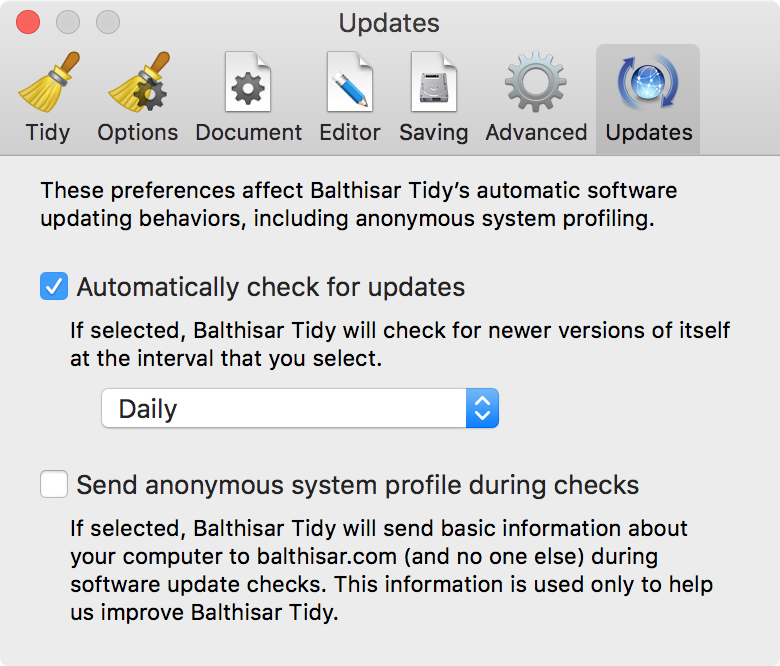 Updates
Tidy Options Document Editor Saving Advanced Updates
These preferences affect Balthisar Tidy’s automatic software
updating behaviors, including anonymous system profiling.
Automatically check for updates
If selected, Balthisar Tidy will check for newer versions of itself
at the interval that you select.
Daily
Send anonymous system profile during checks
If selected, Balthisar Tidy will send basic information about
your computer to balthisar.com (and no one else) during
software update checks. This information is used only to help
us improve Balthisar Tidy.